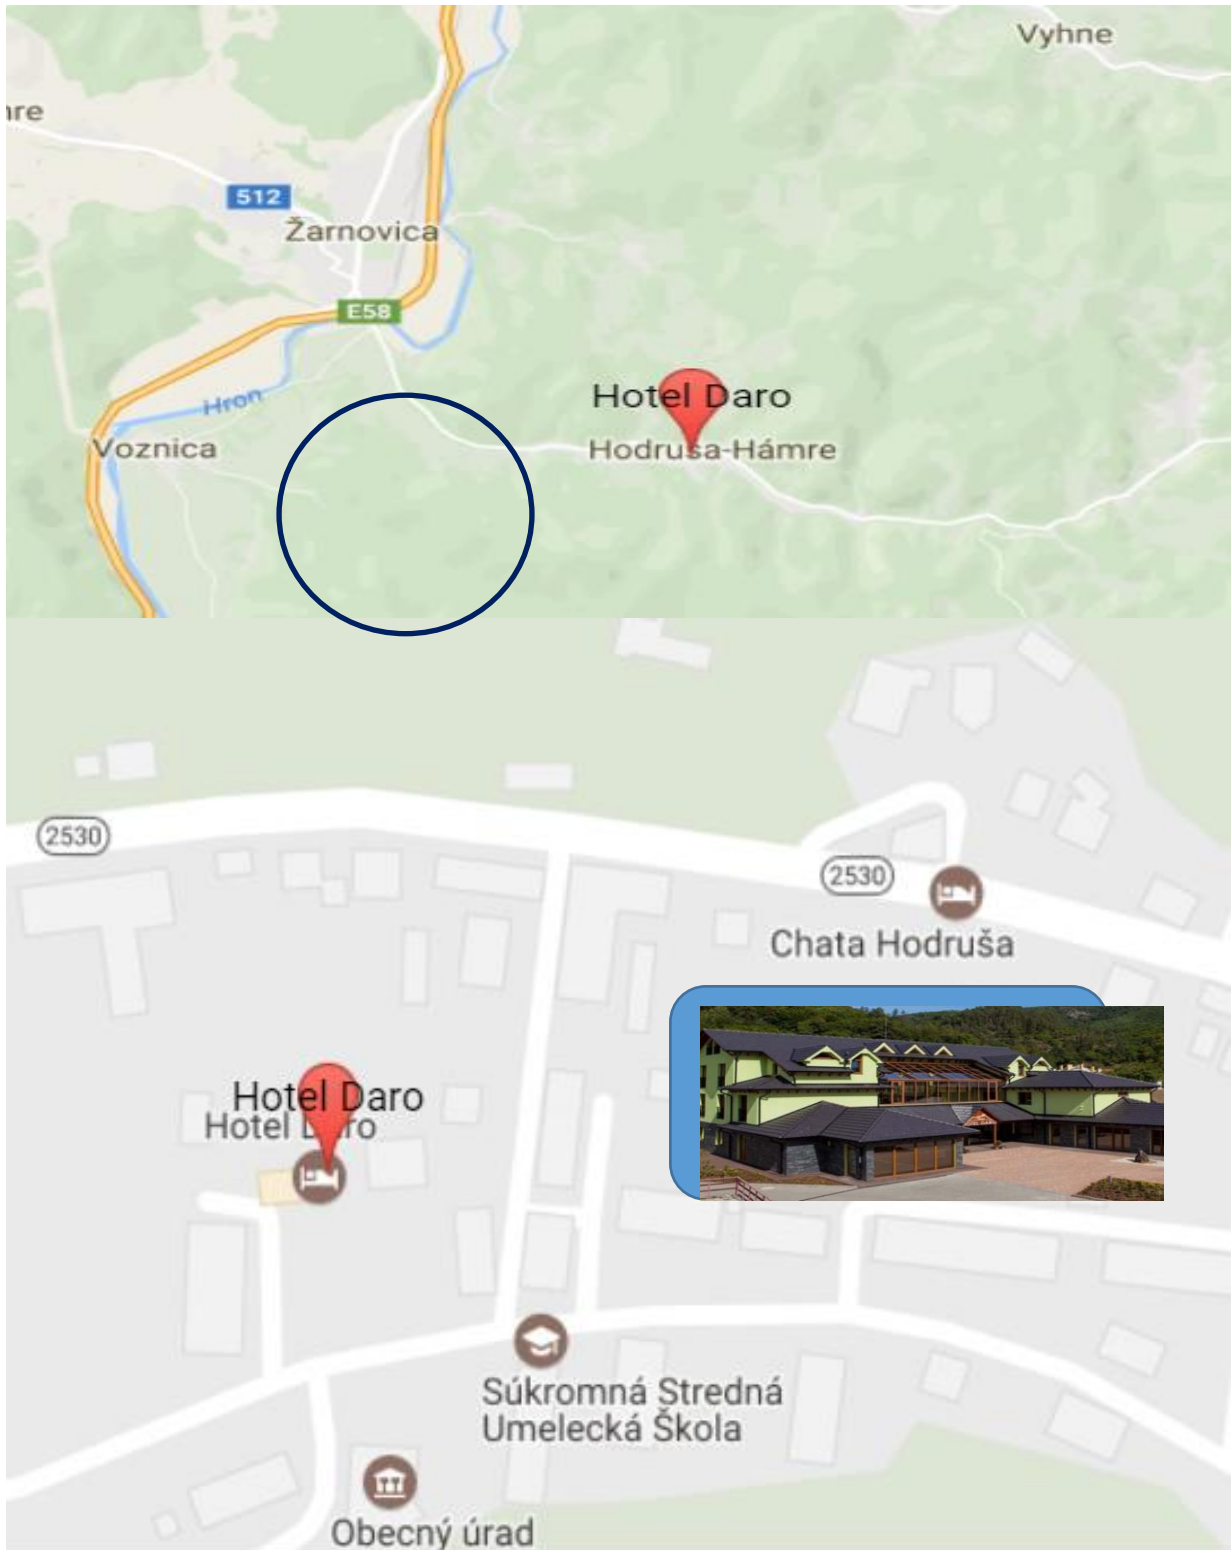 Vyhne
512
Žarnovica
E58
Hron
Hotel Daro
Voznica
Hodruša-Hámre
2530
2530
Chata Hodruša
Hotel Daro
Súkromná Stredná
Umelecká Škola
Obecný úrad